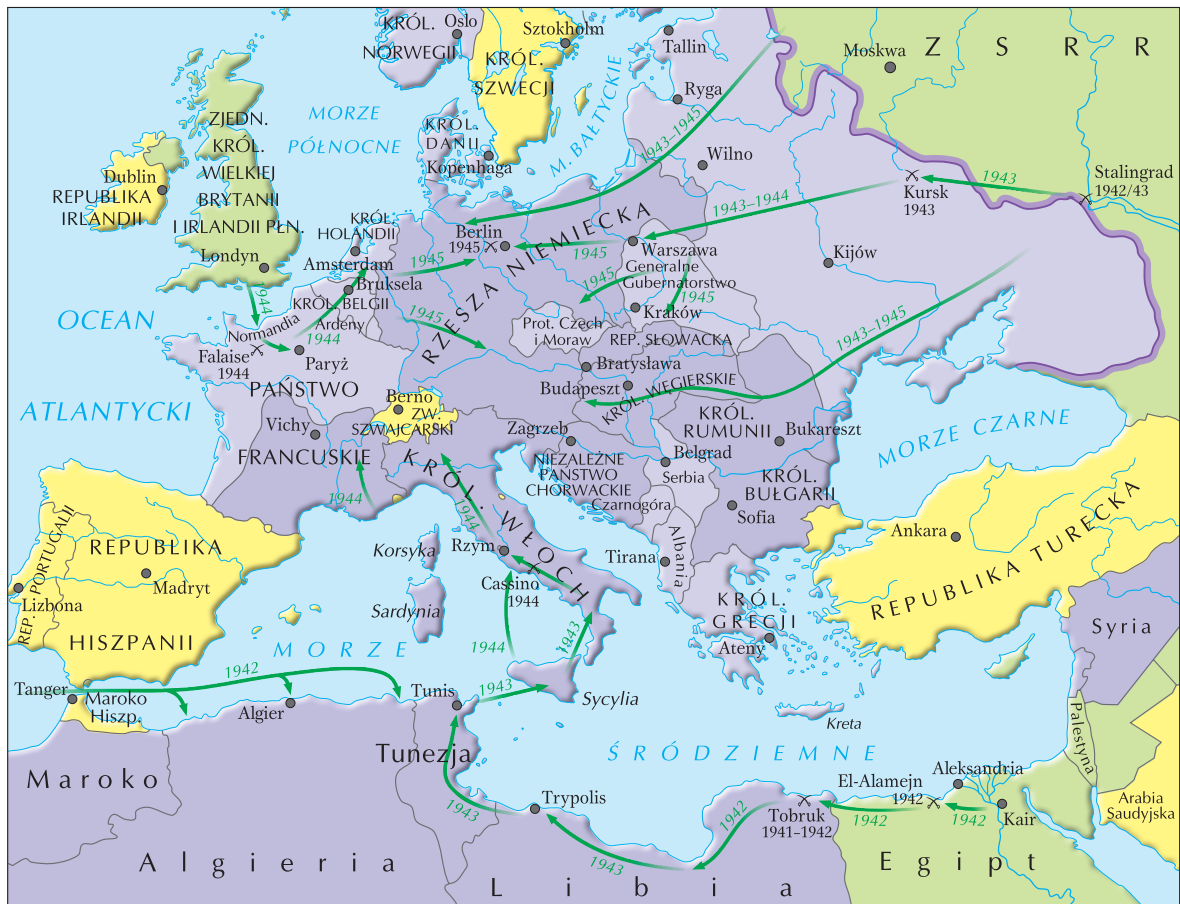 KRÓL.
NORWEGII
Oslo
Sztokholm
KRÓL.
SZWECJI
Tallin
Moskwa
Z S R R
Ryga
MORZE
PÓŁNOCNE
M. BAŁTYCKIE
KRÓL.
DANII
Kopenhaga
1943–1945
Wilno
ZJEDN.
KRÓL.
WIELKIEJ
BRYTANII
I IRLANDII PŁN.
Londyn
Dublin
REPUBLIKA
IRLANDII
Kursk
1943
1943
Stalingrad
1942/43
1943–1944
KRÓL.
HOLANDII
Amsterdam
Berlin
1945
1945
Warszawa
Generalne
Gubernatorstwo
Kijów
1945
1945
1945
Kraków
RZESZA NIEMIECKA
Bruksela
KRÓL. BELGII
Ardeny
1945
1944
Normandia
1944
Falaise
1944
Paryż
OCEAN
ATLANTYCKI
Prot. Czech
i Moraw
REP. SŁOWACKA
1943–1945
Bratysława
Budapeszt
KRÓL. WĘGIERSKIE
PAŃSTWO
FRANCUSKIE
Vichy
Berno
ZW.
SZWAJCARSKI
1944
Zagrzeb
KRÓL.
RUMUNII
Bukareszt
MORZE CZARNE
NIEZALEŻNE
PAŃSTWO
CHORWACKIE
Belgrad
Serbia
Czarnogóra
KRÓL.
BUŁGARII
Sofia
KRÓL. WŁOCH
1944
Rzym
Cassino
1944
1944
1943
Korsyka
Sardynia
Tirana
Albania
KRÓL.
GRECJI
Ateny
Ankara
REPUBLIKA TURECKA
REP. PORTUGALII
Lizbona
REPUBLIKA
Madryt
HISZPANII
MORZE
ŚRÓDZIEMNE
1942
Tanger
Maroko
Hiszp.
Algier
Tunis
1943
Sycylia
Kreta
Syria
Palestyna
Tunezja
Maroko
Algieria
1943
Trypolis
1943
1942
Tobruk
1941–1942
1942
El-Alamejn
1942
1942
Aleksandria
Kair
Arabia
Saudyjska
Libia
Egipt